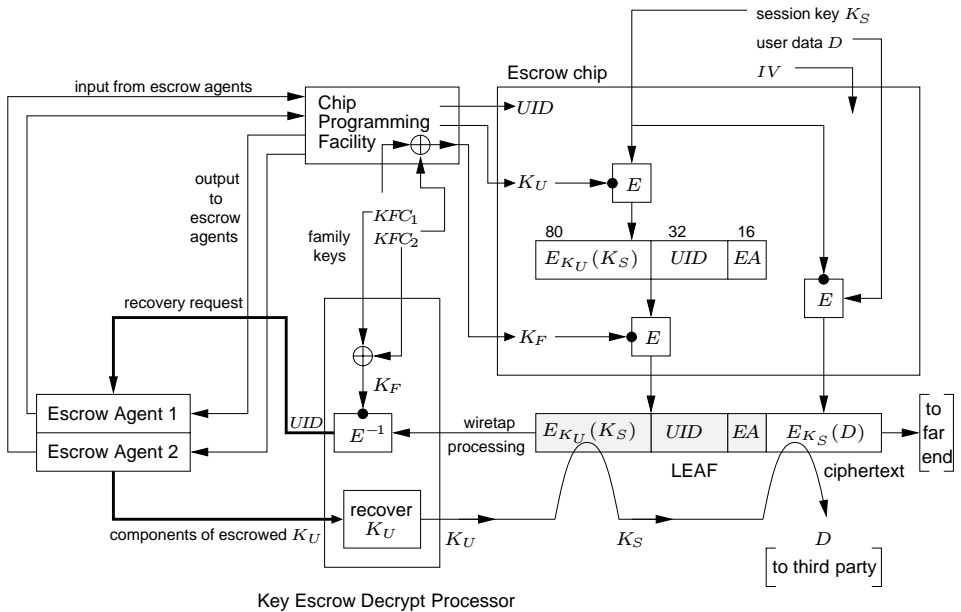 session key K_S
user data D
IV
Escrow chip
input from escrow agents
Chip
Programming
Facility
UID
output
to
escrow
agents
K_U
E
KFC_1
KFC_2
family
keys
80 32 16
E_{K_U}(K_S) UID EA
E
recovery request
K_F
E
K_F
Escrow Agent 1
Escrow Agent 2
UID
E^{-1}
wiretap
processing
E_{K_U}(K_S) UID EA E_{K_S}(D)
to
far
end
LEAF
ciphertext
recover
K_U
components of escrowed K_U
K_U
K_S
D
to third party
Key Escrow Decrypt Processor